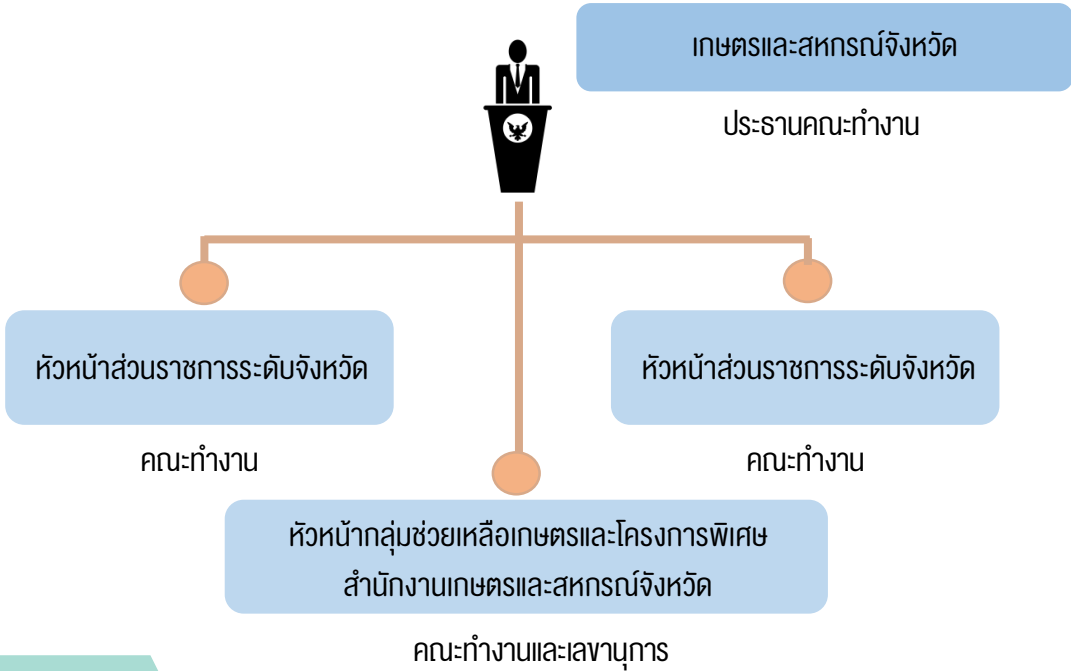 เกษตรและสหกรณ์จังหวัด
ประธานคณะทำงาน
หัวหน้าส่วนราชการระดับจังหวัด
คณะทำงาน
หัวหน้าส่วนราชการระดับจังหวัด
คณะทำงาน
หัวหน้ากลุ่มช่วยเหลือเกษตรและโครงการพิเศษ
สำนักงานเกษตรและสหกรณ์จังหวัด
คณะทำงานและเลขานุการ